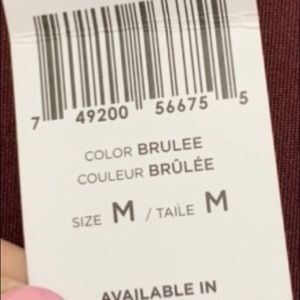 7 49200 56675 5
COLOR BRULEE
COULEUR BRÛLÉE
SIZE M / TAILE M
AVAILABLE IN